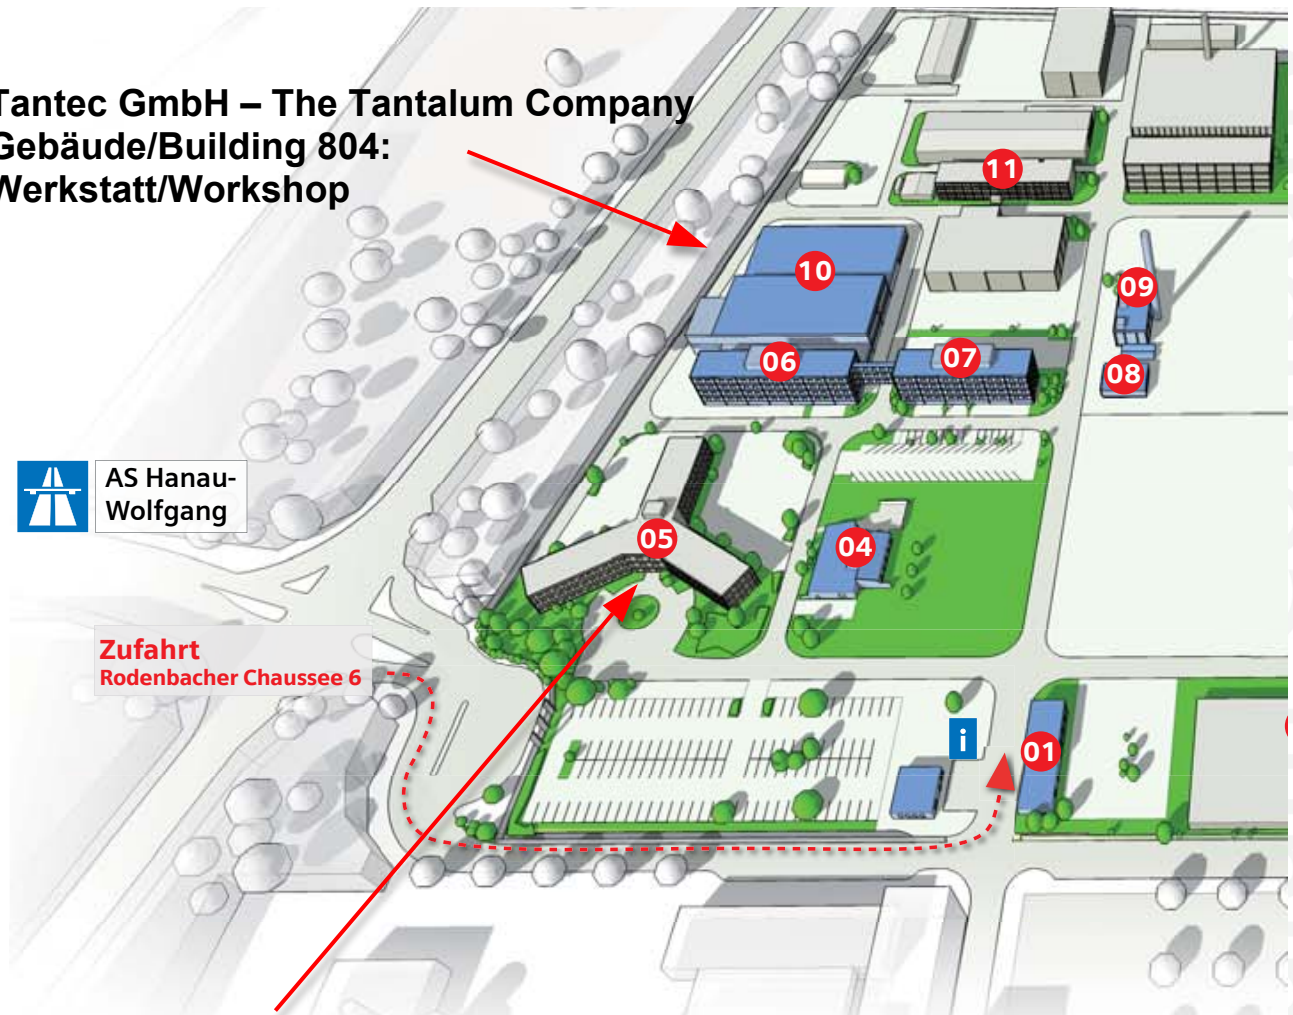 Tantec GmbH – The Tantalum Company
Gebäude/Building 804:
Werkstatt/Workshop
11
10
09
06
07
08
AS Hanau-
Wolfgang
05
04
Zufahrt
Rodenbacher Chaussee 6
i
01